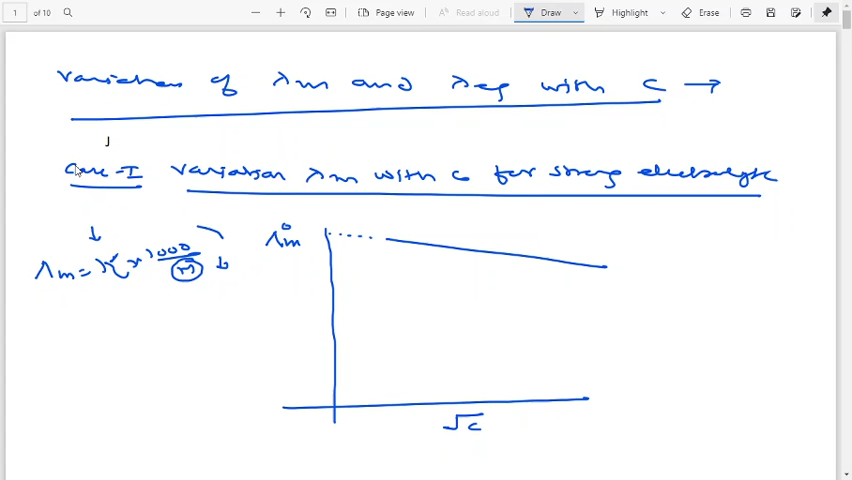 1 of 10 Page view Read aloud Draw Highlight Erase
Variation of λm and λeq with C →
Case-I Variation λm with c for strong electrolyte
Λm = K × 1000 / M
Λ°m
√c